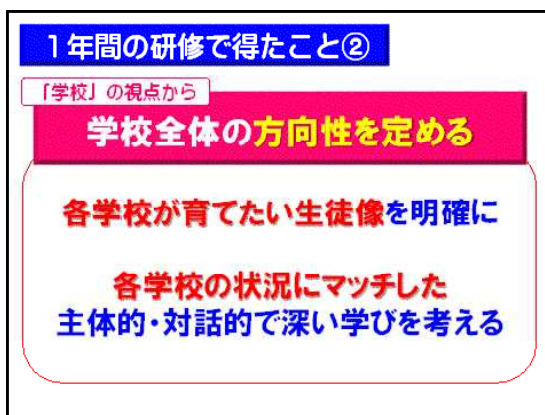 1年間の研修で得たこと②
「学校」の視点から
学校全体の方向性を定める
各学校が育てたい生徒像を明確に
各学校の状況にマッチした
主体的・対話的で深い学びを考える